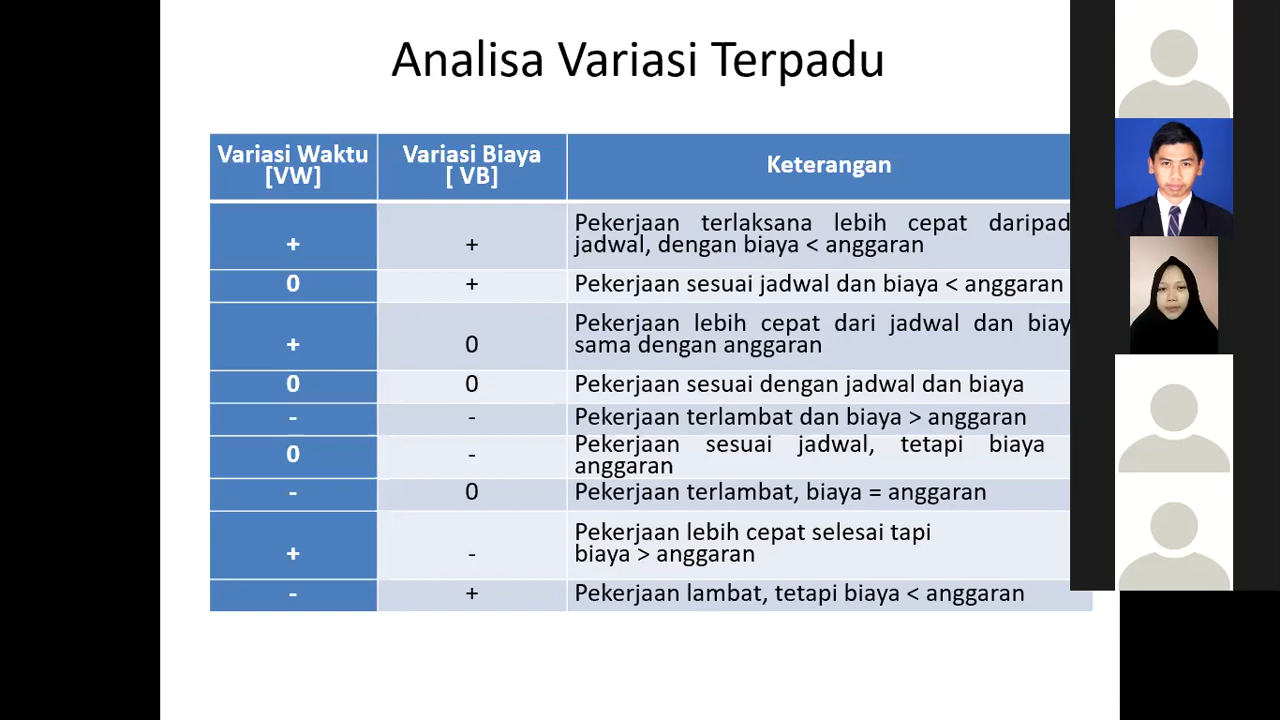 Analisa Variasi Terpadu
Variasi Waktu
[VW]
Variasi Biaya
[ VB]
Keterangan
+
+
Pekerjaan terlaksana lebih cepat daripad
jadwal, dengan biaya < anggaran
0
+
Pekerjaan sesuai jadwal dan biaya < anggaran
+
0
Pekerjaan lebih cepat dari jadwal dan biay
sama dengan anggaran
0
0
Pekerjaan sesuai dengan jadwal dan biaya
-
-
Pekerjaan terlambat dan biaya > anggaran
0
-
Pekerjaan sesuai jadwal, tetapi biaya
anggaran
-
0
Pekerjaan terlambat, biaya = anggaran
+
-
Pekerjaan lebih cepat selesai tapi
biaya > anggaran
-
+
Pekerjaan lambat, tetapi biaya < anggaran